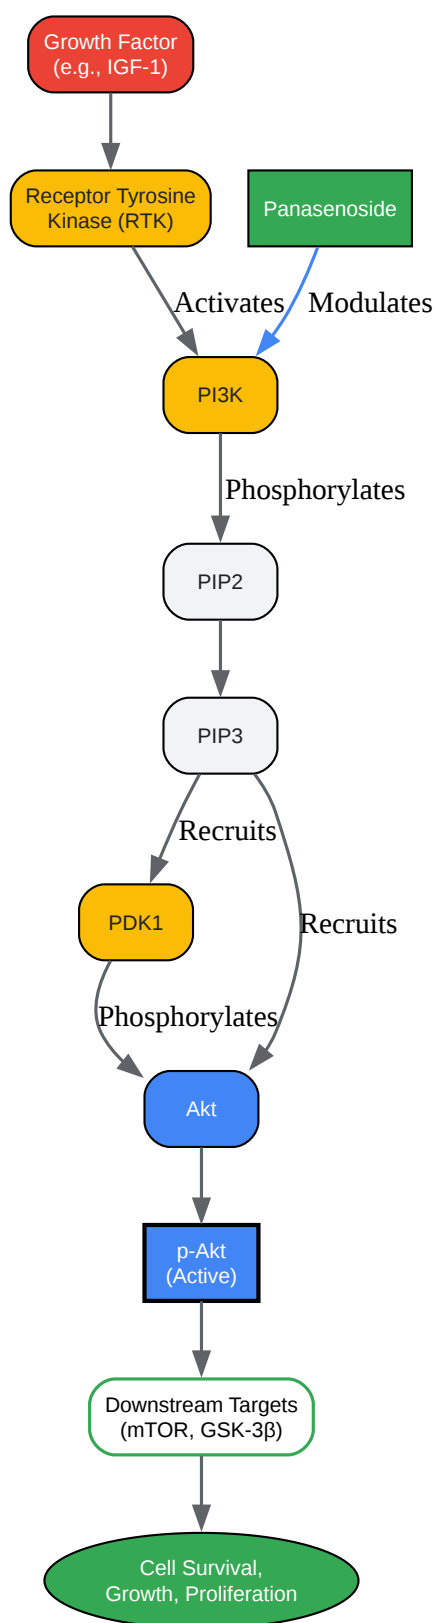 Growth Factor
(e.g., IGF-1)
Receptor Tyrosine
Kinase (RTK)
Panasenoside
Activates
Modulates
PI3K
Phosphorylates
PIP2
PIP3
Recruits
PDK1
Recruits
Phosphorylates
Akt
p-Akt
(Active)
Downstream Targets
(mTOR, GSK-3β)
Cell Survival,
Growth, Proliferation